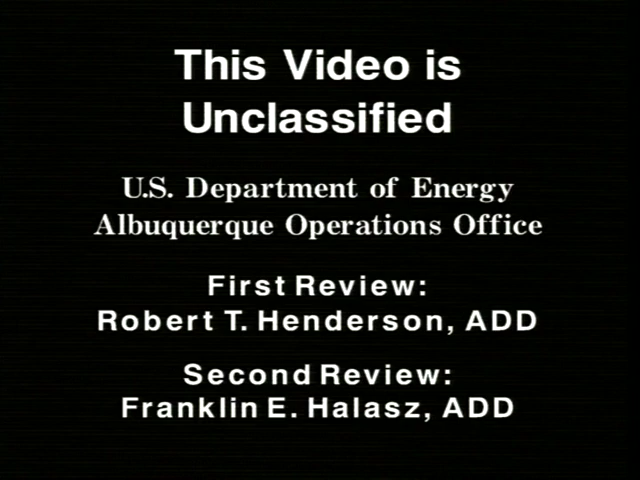 This Video is
Unclassified
U.S. Department of Energy
Albuquerque Operations Office
First Review:
Robert T. Henderson, ADD
Second Review:
Franklin E. Halasz, ADD